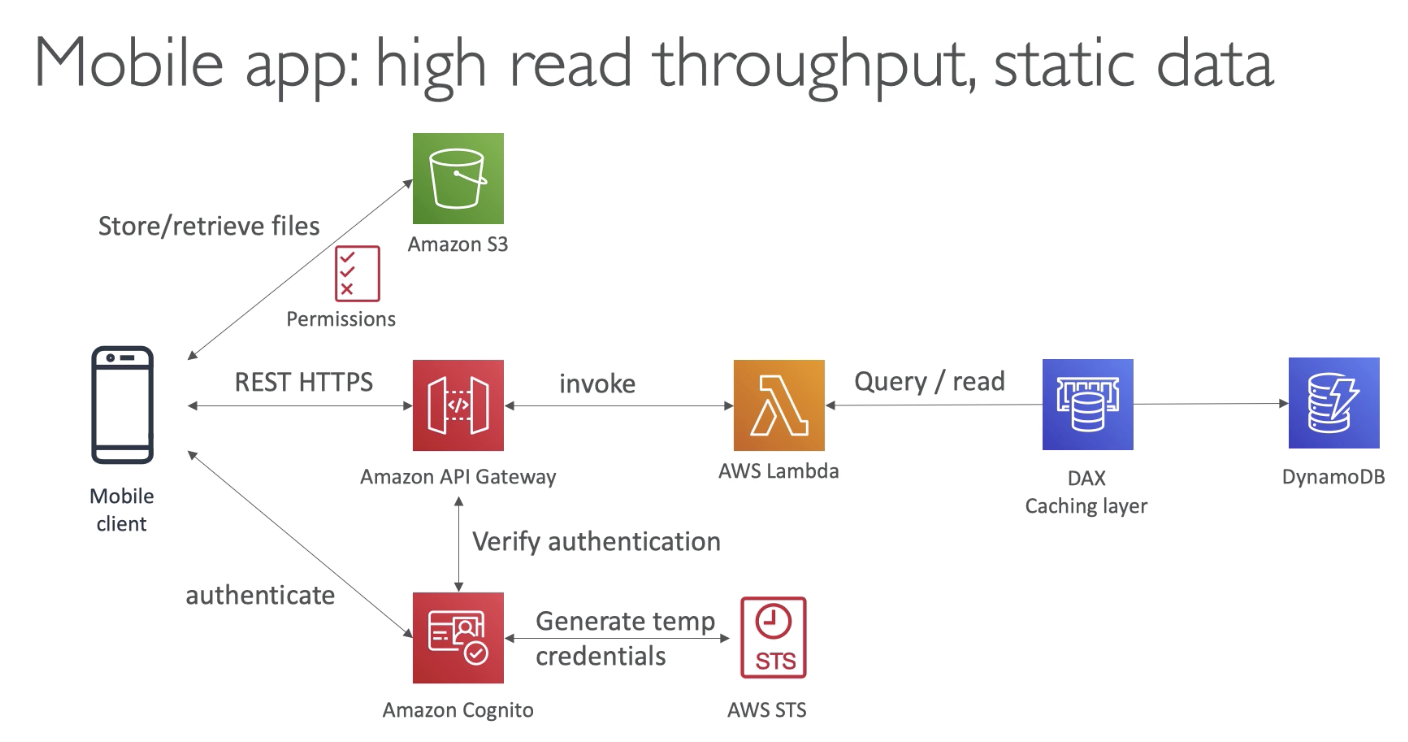 Mobile app: high read throughput, static data
Store/retrieve files
Amazon S3
Permissions
REST HTTPS
invoke
Query / read
Mobile
client
Amazon API Gateway
AWS Lambda
DAX
Caching layer
DynamoDB
Verify authentication
authenticate
Generate temp
credentials
STS
Amazon Cognito
AWS STS